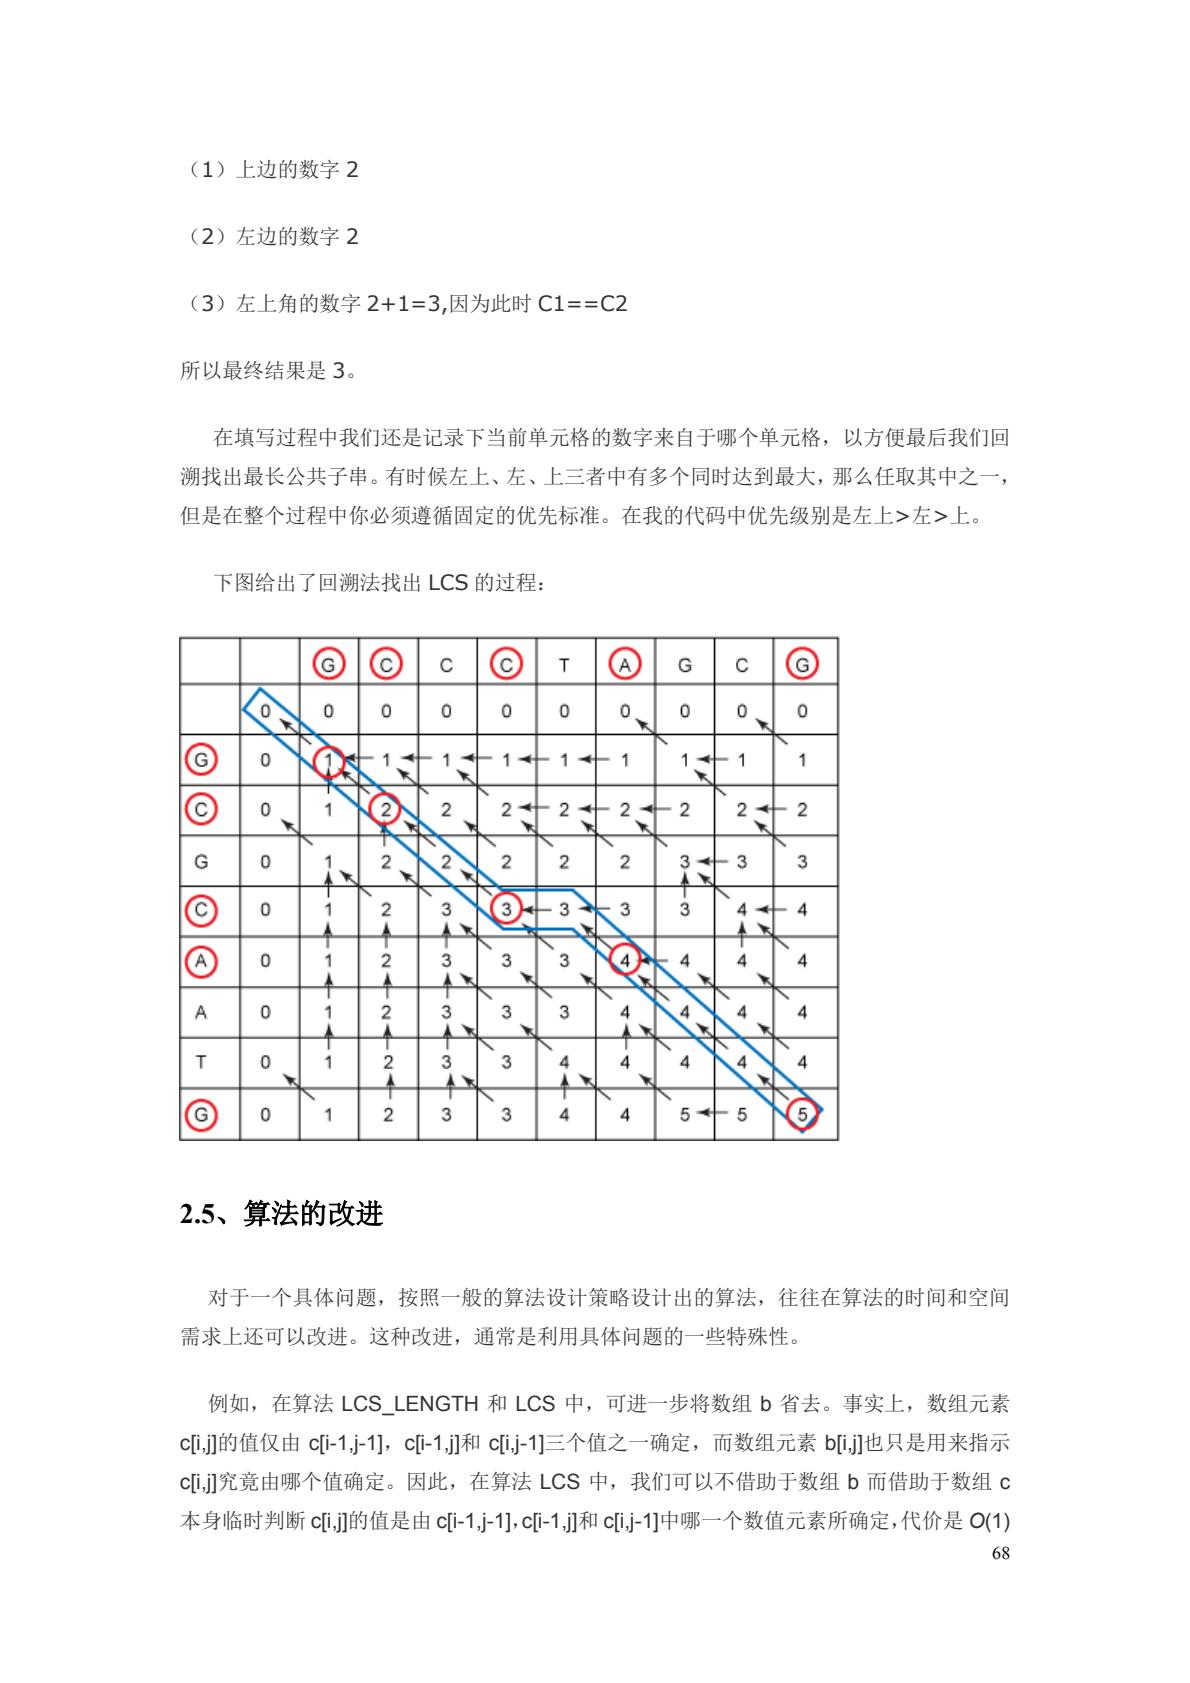 （1）上边的数字 2
（2）左边的数字 2
（3）左上角的数字 2+1=3,因为此时 C1==C2
所以最终结果是 3。
在填写过程中我们还是记录下当前单元格的数字来自于哪个单元格，以方便最后我们回
溯找出最长公共子串。有时候左上、左、上三者中有多个同时达到最大，那么任取其中之一，
但是在整个过程中你必须遵循固定的优先标准。在我的代码中优先级别是左上>左>上。
下图给出了回溯法找出 LCS 的过程：
G C C C T A G C G
0 0 0 0 0 0 0 0 0 0
G 0 1 1 1 1 1 1 1 1 1
C 0 1 2 2 2 2 2 2 2 2
G 0 1 2 2 2 2 2 3 3 3
C 0 1 2 3 3 3 3 3 4 4
A 0 1 2 3 3 3 4 4 4 4
A 0 1 2 3 3 3 4 4 4 4
T 0 1 2 3 3 4 4 4 4 4
G 0 1 2 3 3 4 4 5 5 5
2.5、算法的改进
对于一个具体问题，按照一般的算法设计策略设计出的算法，往往在算法的时间和空间
需求上还可以改进。这种改进，通常是利用具体问题的一些特殊性。
例如，在算法 LCS_LENGTH 和 LCS 中，可进一步将数组 b 省去。事实上，数组元素
c[i,j]的值仅由 c[i-1,j-1]，c[i-1,j]和 c[i,j-1]三个值之一确定，而数组元素 b[i,j]也只是用来指示
c[i,j]究竟由哪个值确定。因此，在算法 LCS 中，我们可以不借助于数组 b 而借助于数组 c
本身临时判断 c[i,j]的值是由 c[i-1,j-1]，c[i-1,j]和 c[i,j-1]中哪一个数值元素所确定，代价是 O(1)
68